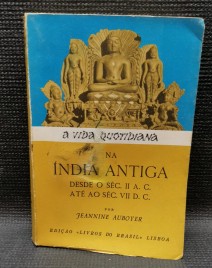 a vida quotidiana
NA
ÍNDIA ANTIGA
DESDE O SÉC. II A. C.
ATÉ AO SÉC. VII D. C.
POR
JEANNINE AUBOYER
EDIÇÃO «LIVROS DO BRASIL» LISBOA